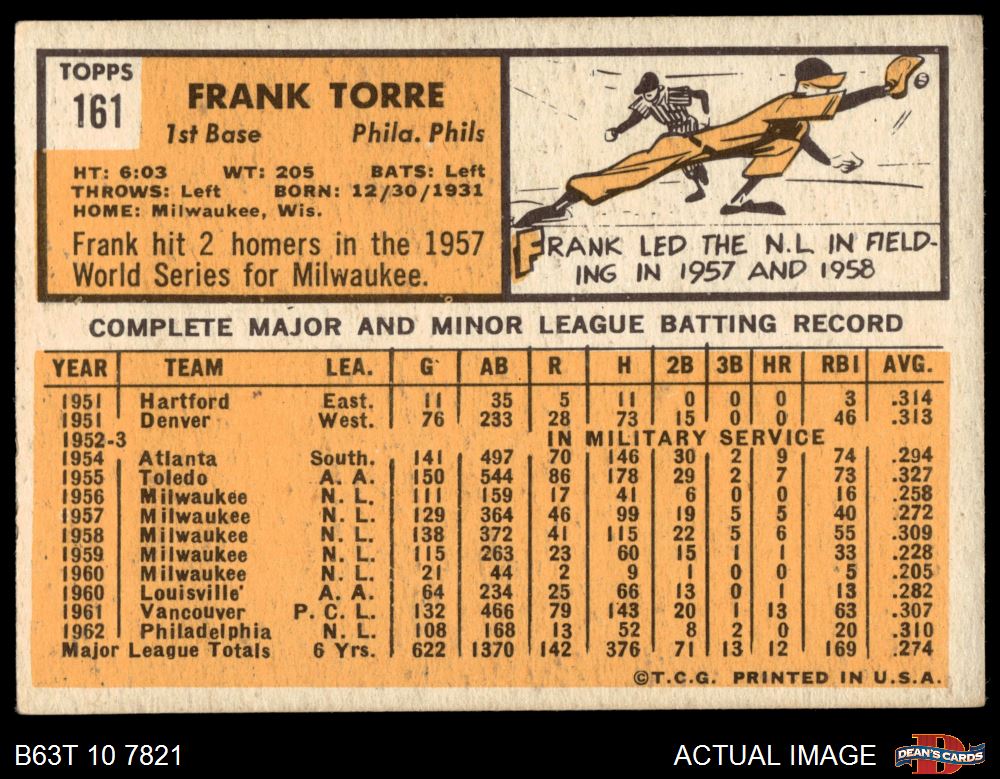 TOPPS
161
FRANK TORRE
1st Base Phila. Phils
HT: 6:03 WT: 205 BATS: Left
THROWS: Left BORN: 12/30/1931
HOME: Milwaukee, Wis.
Frank hit 2 homers in the 1957
World Series for Milwaukee.
FRANK LED THE N.L IN FIELD-
ING IN 1957 AND 1958
COMPLETE MAJOR AND MINOR LEAGUE BATTING RECORD
YEAR TEAM LEA. G AB R H 2B 3B HR RBI AVG.
1951 Hartford East. 11 35 5 11 0 0 0 3 .314
1951 Denver West. 76 233 28 73 15 0 0 46 .313
1952-3 IN MILITARY SERVICE
1954 Atlanta South. 141 497 70 146 30 2 9 74 .294
1955 Toledo A. A. 150 544 86 178 29 2 7 73 .327
1956 Milwaukee N. L. 111 159 17 41 6 0 0 16 .258
1957 Milwaukee N. L. 129 364 46 99 19 5 5 40 .272
1958 Milwaukee N. L. 138 372 41 115 22 5 6 55 .309
1959 Milwaukee N. L. 115 263 23 60 15 1 1 33 .228
1960 Milwaukee N. L. 21 44 2 9 1 0 0 5 .205
1960 Louisville A. A. 64 234 25 66 13 0 1 13 .282
1961 Vancouver P. C. L. 132 466 79 143 20 1 13 63 .307
1962 Philadelphia N. L. 108 168 13 52 8 2 0 20 .310
Major League Totals 6 Yrs. 622 1370 142 376 71 13 12 169 .274
©T.C.G. PRINTED IN U.S.A.
B63T 10 7821 ACTUAL IMAGE DEAN'S CARDS